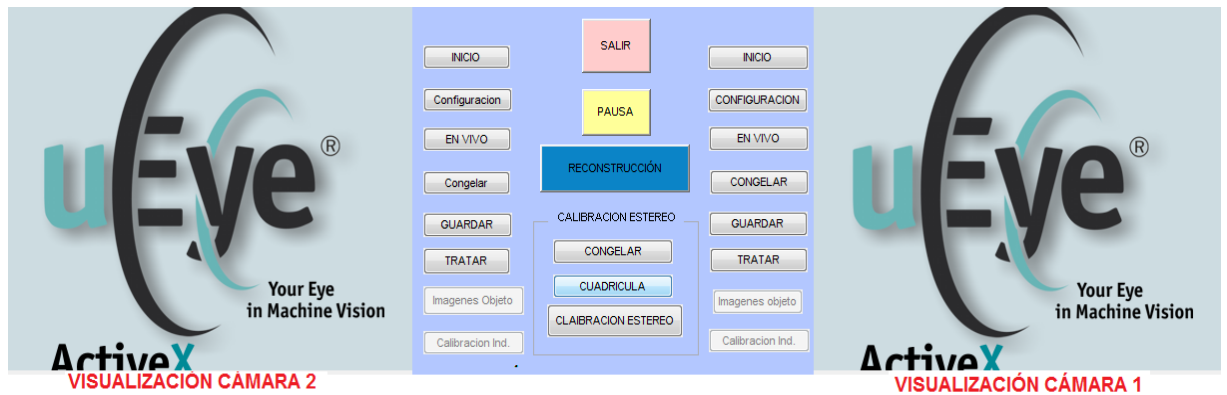 uEye®
Your Eye
in Machine Vision
ActiveX
VISUALIZACIÓN CÁMARA 2
INICIO
Configuracion
EN VIVO
Congelar
GUARDAR
TRATAR
Imagenes Objeto
Calibracion Ind.
SALIR
PAUSA
RECONSTRUCCIÓN
CALIBRACION ESTEREO
CONGELAR
CUADRICULA
CLAIBRACION ESTEREO
INICIO
CONFIGURACION
EN VIVO
CONGELAR
GUARDAR
TRATAR
Imagenes objeto
Calibracion Ind.
uEye®
Your Eye
in Machine Vision
ActiveX
VISUALIZACIÓN CÁMARA 1